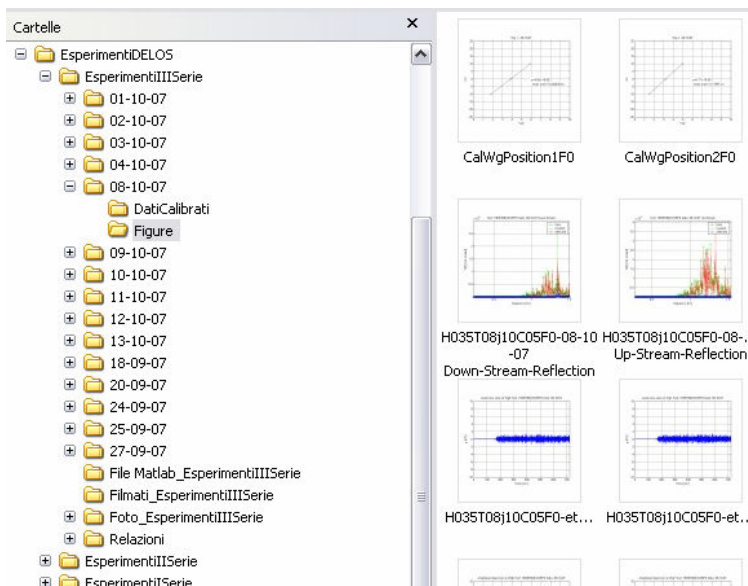 Cartelle
EsperimentiDELOS
EsperimentiIIISerie
01-10-07
02-10-07
03-10-07
04-10-07
08-10-07
DatiCalibrati
Figure
09-10-07
10-10-07
11-10-07
12-10-07
13-10-07
18-09-07
20-09-07
24-09-07
25-09-07
27-09-07
File Matlab_EsperimentiIIISerie
Filmati_EsperimentiIIISerie
Foto_EsperimentiIIISerie
Relazioni
EsperimentiIISerie
EsperimentiISerie
CalWgPosition1F0
CalWgPosition2F0
H035T08j10C05F0-08-10
-07
Down-Stream-Reflection
H035T08j10C05F0-08-..
Up-Stream-Reflection
H035T08j10C05F0-et...
H035T08j10C05F0-et...